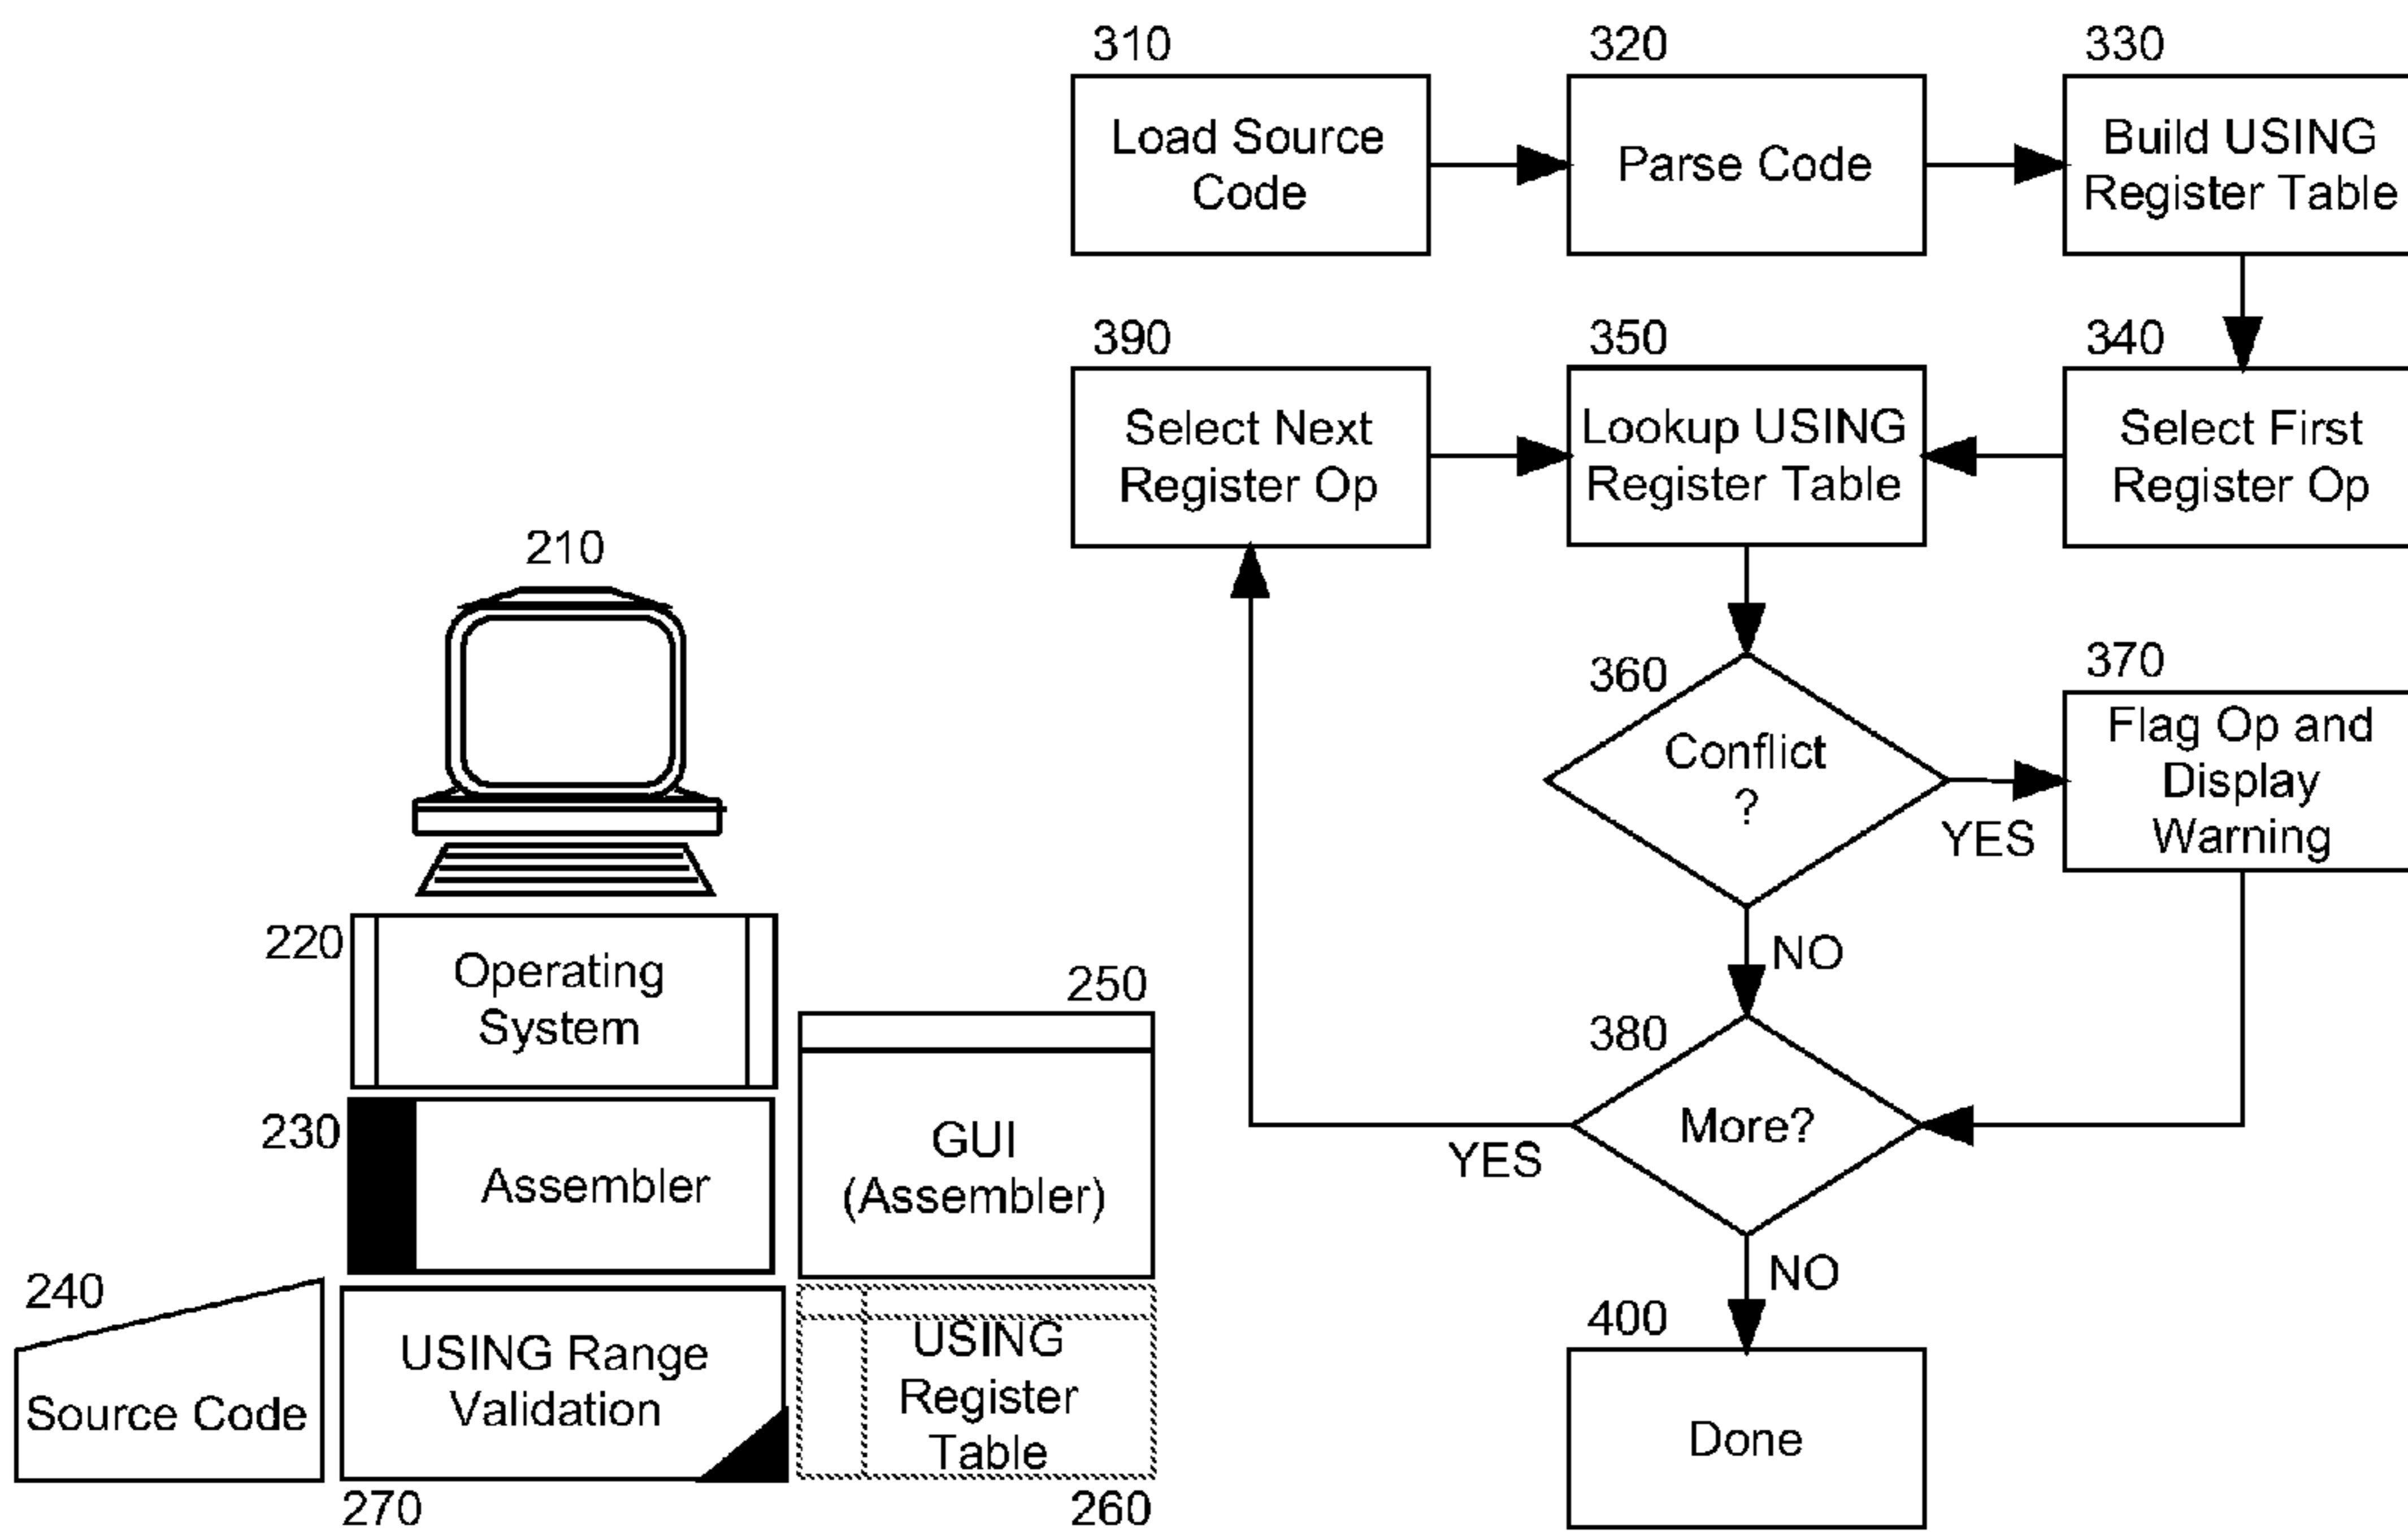 310
320
330
Load Source
Code
Parse Code
Build USING
Register Table
390
350
340
Select Next
Register Op
Lookup USING
Register Table
Select First
Register Op
210
360
370
Conflict
?
Flag Op and
Display
Warning
YES
NO
220
Operating
System
250
380
230
Assembler
GUI
(Assembler)
More?
YES
NO
240
Source Code
USING Range
Validation
USING
Register
Table
400
Done
270
260